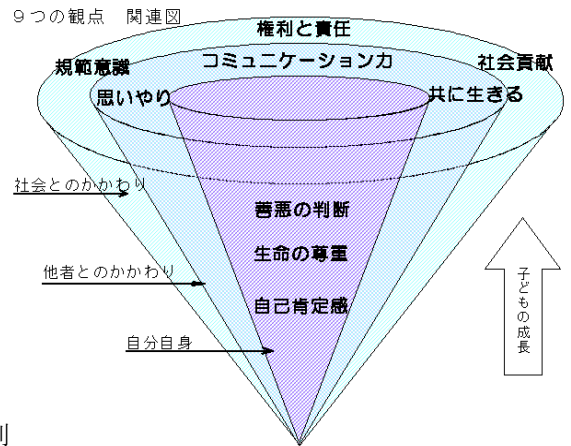 9つの観点 関連図
権利と責任
規範意識
コミュニケーション力
社会貢献
思いやり
共に生きる
社会とのかかわり
善悪の判断
生命の尊重
他者とのかかわり
自己肯定感
子どもの成長
自分自身